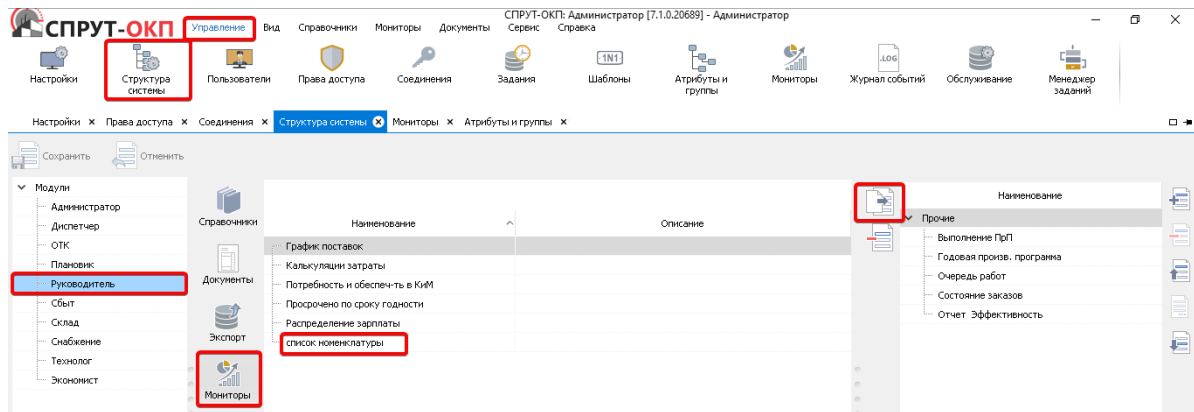 СПРУТ-ОКП: Администратор [7.1.0.20689] - Администратор
СПРУТ-ОКП Управление Вид Справочники Мониторы Документы Сервис Справка
Настройки Структура системы Пользователи Права доступа Соединения Задания Шаблоны Атрибуты и группы Мониторы Журнал событий Обслуживание Менеджер заданий
1N1
.LOG
Настройки Права доступа Соединения Структура системы Мониторы Атрибуты и группы
Сохранить Отменить
Модули
Администратор
Диспетчер
ОТК
Плановик
Руководитель
Сбыт
Склад
Снабжение
Технолог
Экономист
Справочники
Документы
Экспорт
Мониторы
Наименование Описание
График поставок
Калькуляции затраты
Потребность и обеспеч-ть в КиМ
Просрочено по сроку годности
Распределение зарплаты
список номенклатуры
Наименование
Прочие
Выполнение ПрП
Годовая произв. программа
Очередь работ
Состояние заказов
Отчет Эффективность